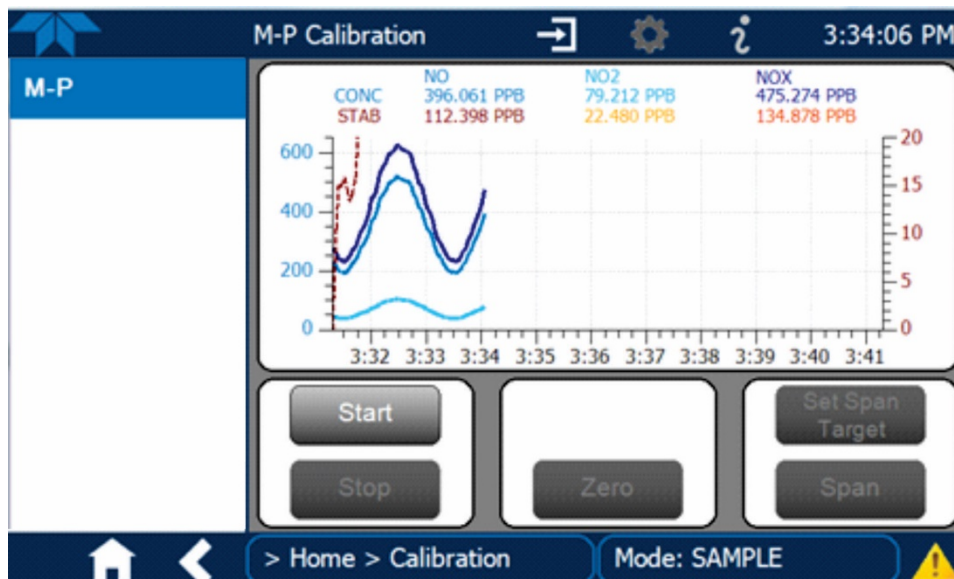 M-P Calibration 3:34:06 PM
M-P
NO NO2 NOX
CONC 396.061 PPB 79.212 PPB 475.274 PPB
STAB 112.398 PPB 22.480 PPB 134.878 PPB
600 20
15
400
10
200
5
0 0
3:32 3:33 3:34 3:35 3:36 3:37 3:38 3:39 3:40 3:41
Start Set Span
Target
Stop Zero Span
> Home > Calibration Mode: SAMPLE